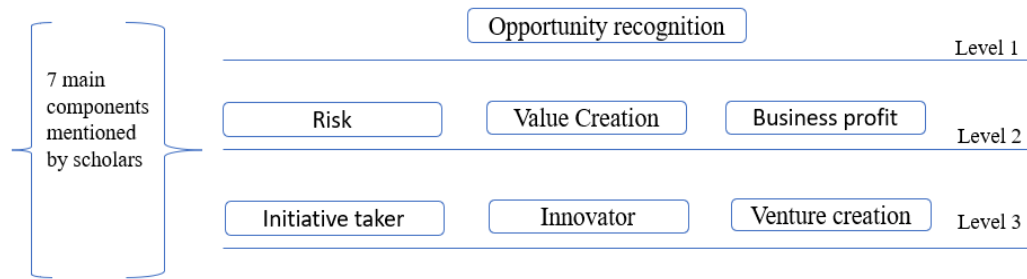 Opportunity recognition
Level 1
7 main
components
mentioned
by scholars
Risk
Value Creation
Business profit
Level 2
Initiative taker
Innovator
Venture creation
Level 3